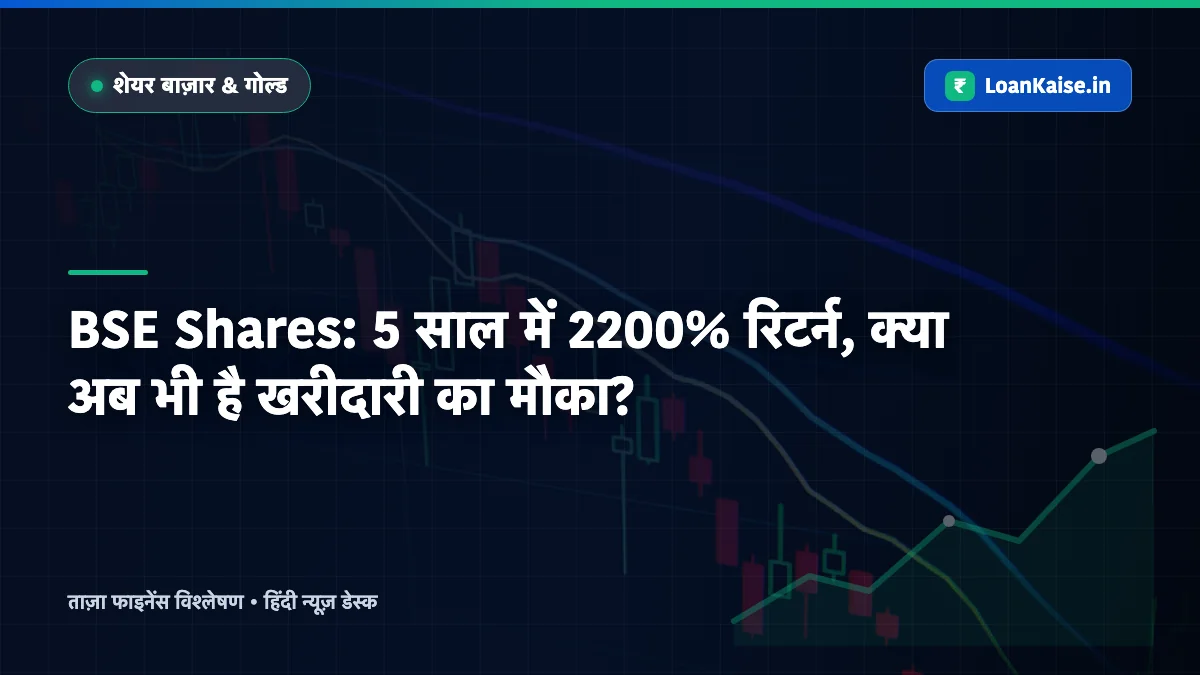 शेयर बाज़ार & गोल्ड
₹ LoanKaise.in
BSE Shares: 5 साल में 2200% रिटर्न, क्या
अब भी है खरीदारी का मौका?
ताज़ा फाइनेंस विश्लेषण • हिंदी न्यूज़ डेस्क